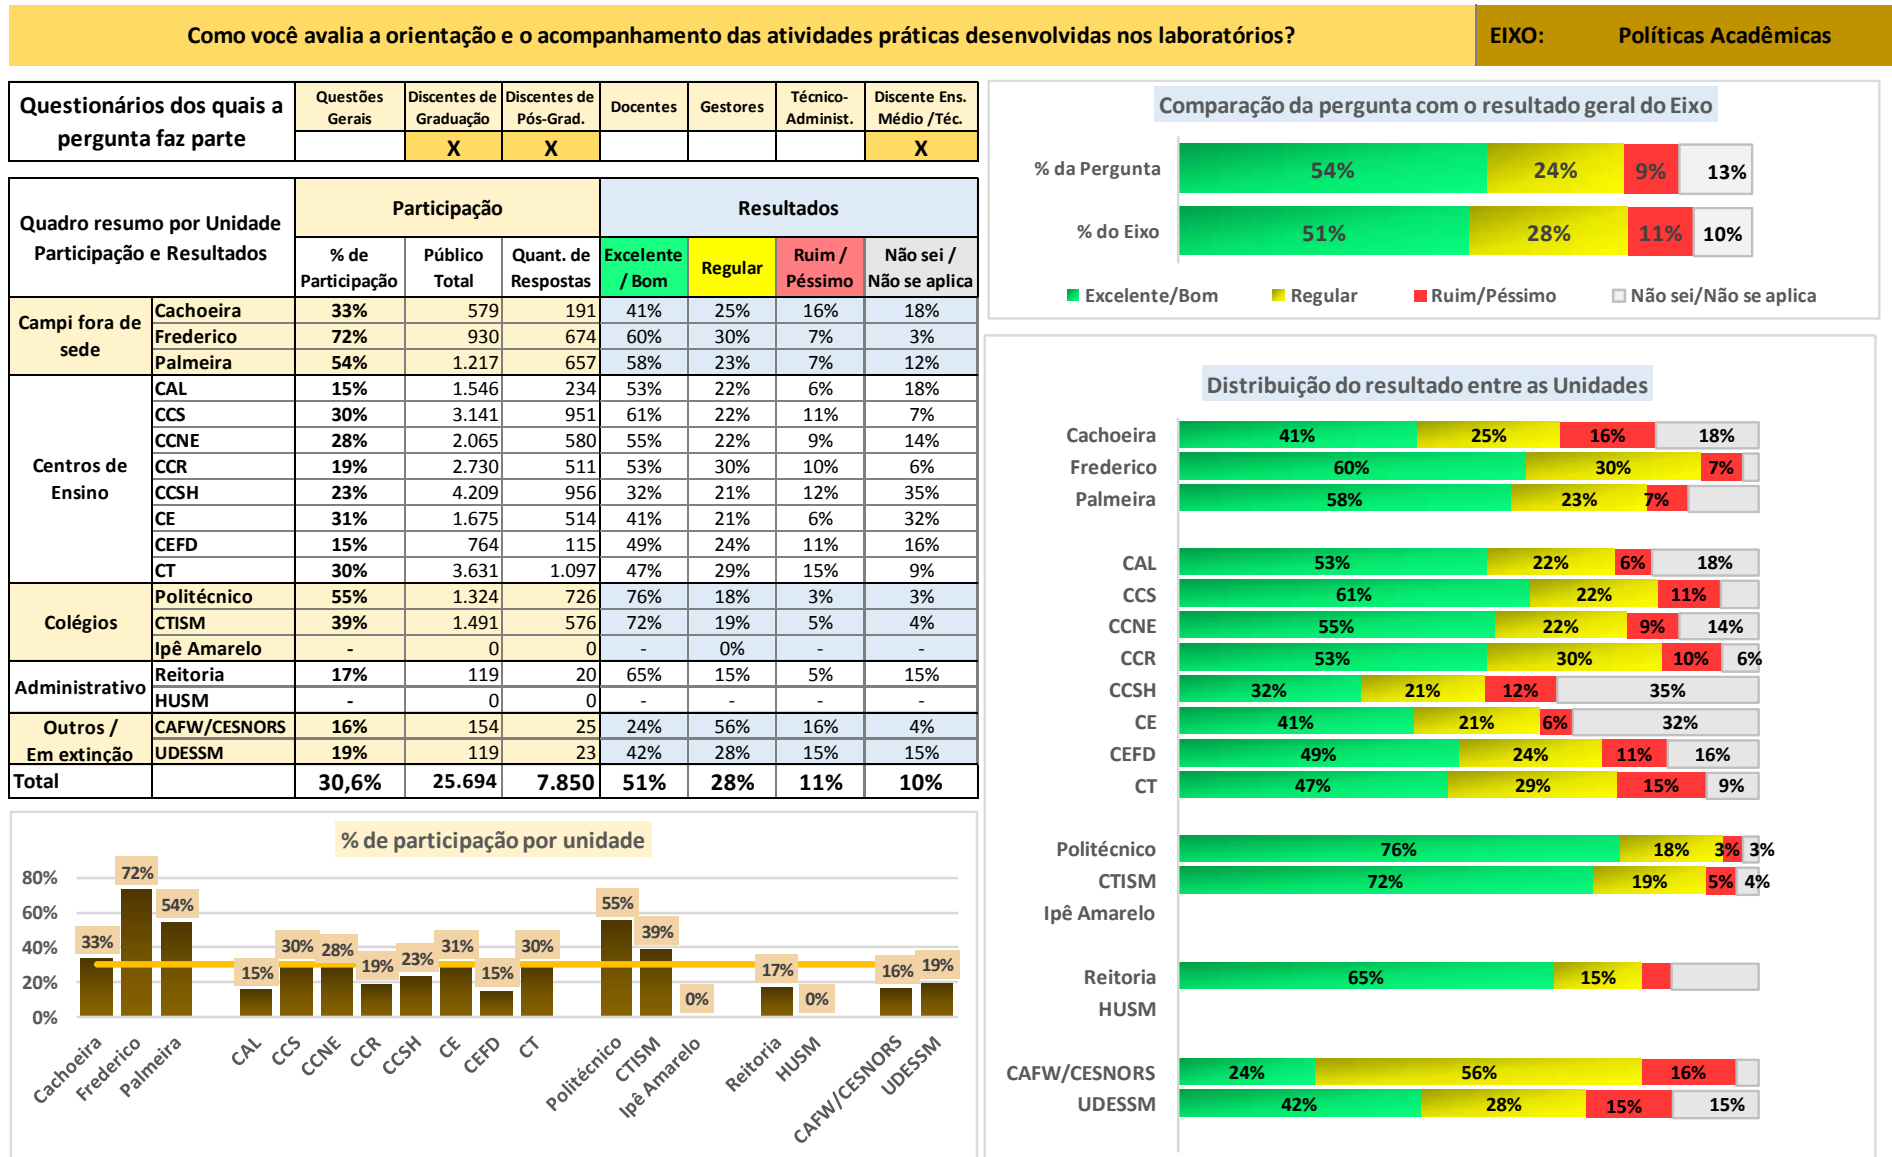 Como você avalia a orientação e o acompanhamento das atividades práticas desenvolvidas nos laboratórios?
EIXO: Políticas Acadêmicas
Questionários dos quais a pergunta faz parte
Questões Gerais
Discentes de Graduação
Discentes de Pós-Grad.
Docentes
Gestores
Técnico-Administ.
Discente Ens. Médio /Téc.
X X X
Quadro resumo por Unidade
Participação e Resultados
Participação Resultados
% de Participação
Público Total
Quant. de Respostas
Excelente / Bom
Regular
Ruim / Péssimo
Não sei / Não se aplica
Campi fora de sede
Cachoeira 33% 579 191 41% 25% 16% 18%
Frederico 72% 930 674 60% 30% 7% 3%
Palmeira 54% 1.217 657 58% 23% 7% 12%
Centros de Ensino
CAL 15% 1.546 234 53% 22% 6% 18%
CCS 30% 3.141 951 61% 22% 11% 7%
CCNE 28% 2.065 580 55% 22% 9% 14%
CCR 19% 2.730 511 53% 30% 10% 6%
CCSH 23% 4.209 956 32% 21% 12% 35%
CE 31% 1.675 514 41% 21% 6% 32%
CEFD 15% 764 115 49% 24% 11% 16%
CT 30% 3.631 1.097 47% 29% 15% 9%
Colégios
Politécnico 55% 1.324 726 76% 18% 3% 3%
CTISM 39% 1.491 576 72% 19% 5% 4%
Ipê Amarelo - 0 0 - 0% - -
Administrativo
Reitoria 17% 119 20 65% 15% 5% 15%
HUSM - 0 0 - - - -
Outros / Em extinção
CAFW/CESNORS 16% 154 25 24% 56% 16% 4%
UDESSM 19% 119 23 42% 28% 15% 15%
Total 30,6% 25.694 7.850 51% 28% 11% 10%
% de participação por unidade
80%
60%
40%
20%
0%
33% 72% 54% 15% 30% 28% 19% 23% 31% 15% 30% 55% 39% 0% 17% 0% 16% 19%
Cachoeira
Frederico
Palmeira
CAL
CCS
CCNE
CCR
CCSH
CE
CEFD
CT
Politécnico
CTISM
Ipê Amarelo
Reitoria
HUSM
CAFW/CESNORS
UDESSM
Comparação da pergunta com o resultado geral do Eixo
% da Pergunta 54% 24% 9% 13%
% do Eixo 51% 28% 11% 10%
Excelente/Bom Regular Ruim/Péssimo Não sei/Não se aplica
Distribuição do resultado entre as Unidades
Cachoeira 41% 25% 16% 18%
Frederico 60% 30% 7%
Palmeira 58% 23% 7%
CAL 53% 22% 6% 18%
CCS 61% 22% 11%
CCNE 55% 22% 9% 14%
CCR 53% 30% 10% 6%
CCSH 32% 21% 12% 35%
CE 41% 21% 6% 32%
CEFD 49% 24% 11% 16%
CT 47% 29% 15% 9%
Politécnico 76% 18% 3% 3%
CTISM 72% 19% 5% 4%
Ipê Amarelo
Reitoria 65% 15%
HUSM
CAFW/CESNORS 24% 56% 16%
UDESSM 42% 28% 15% 15%